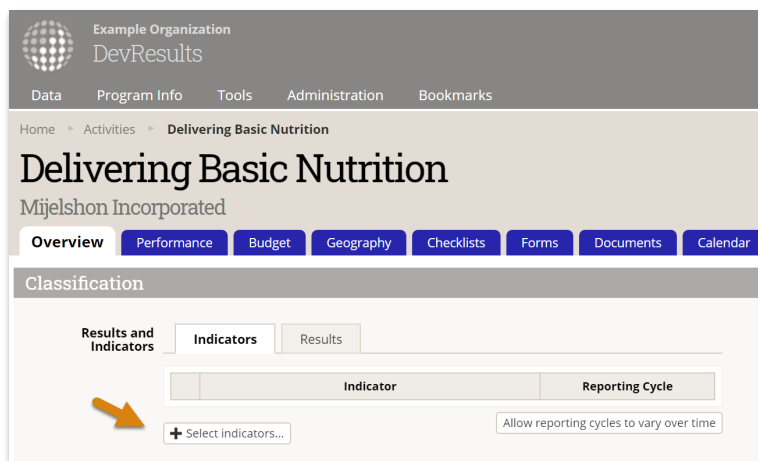 Example Organization
DevResults
Data Program Info Tools Administration Bookmarks
Home Activities Delivering Basic Nutrition
Delivering Basic Nutrition
Mijelshon Incorporated
Overview Performance Budget Geography Checklists Forms Documents Calendar
Classification
Results and
Indicators
Indicators Results
Indicator Reporting Cycle
Select indicators...
Allow reporting cycles to vary over time